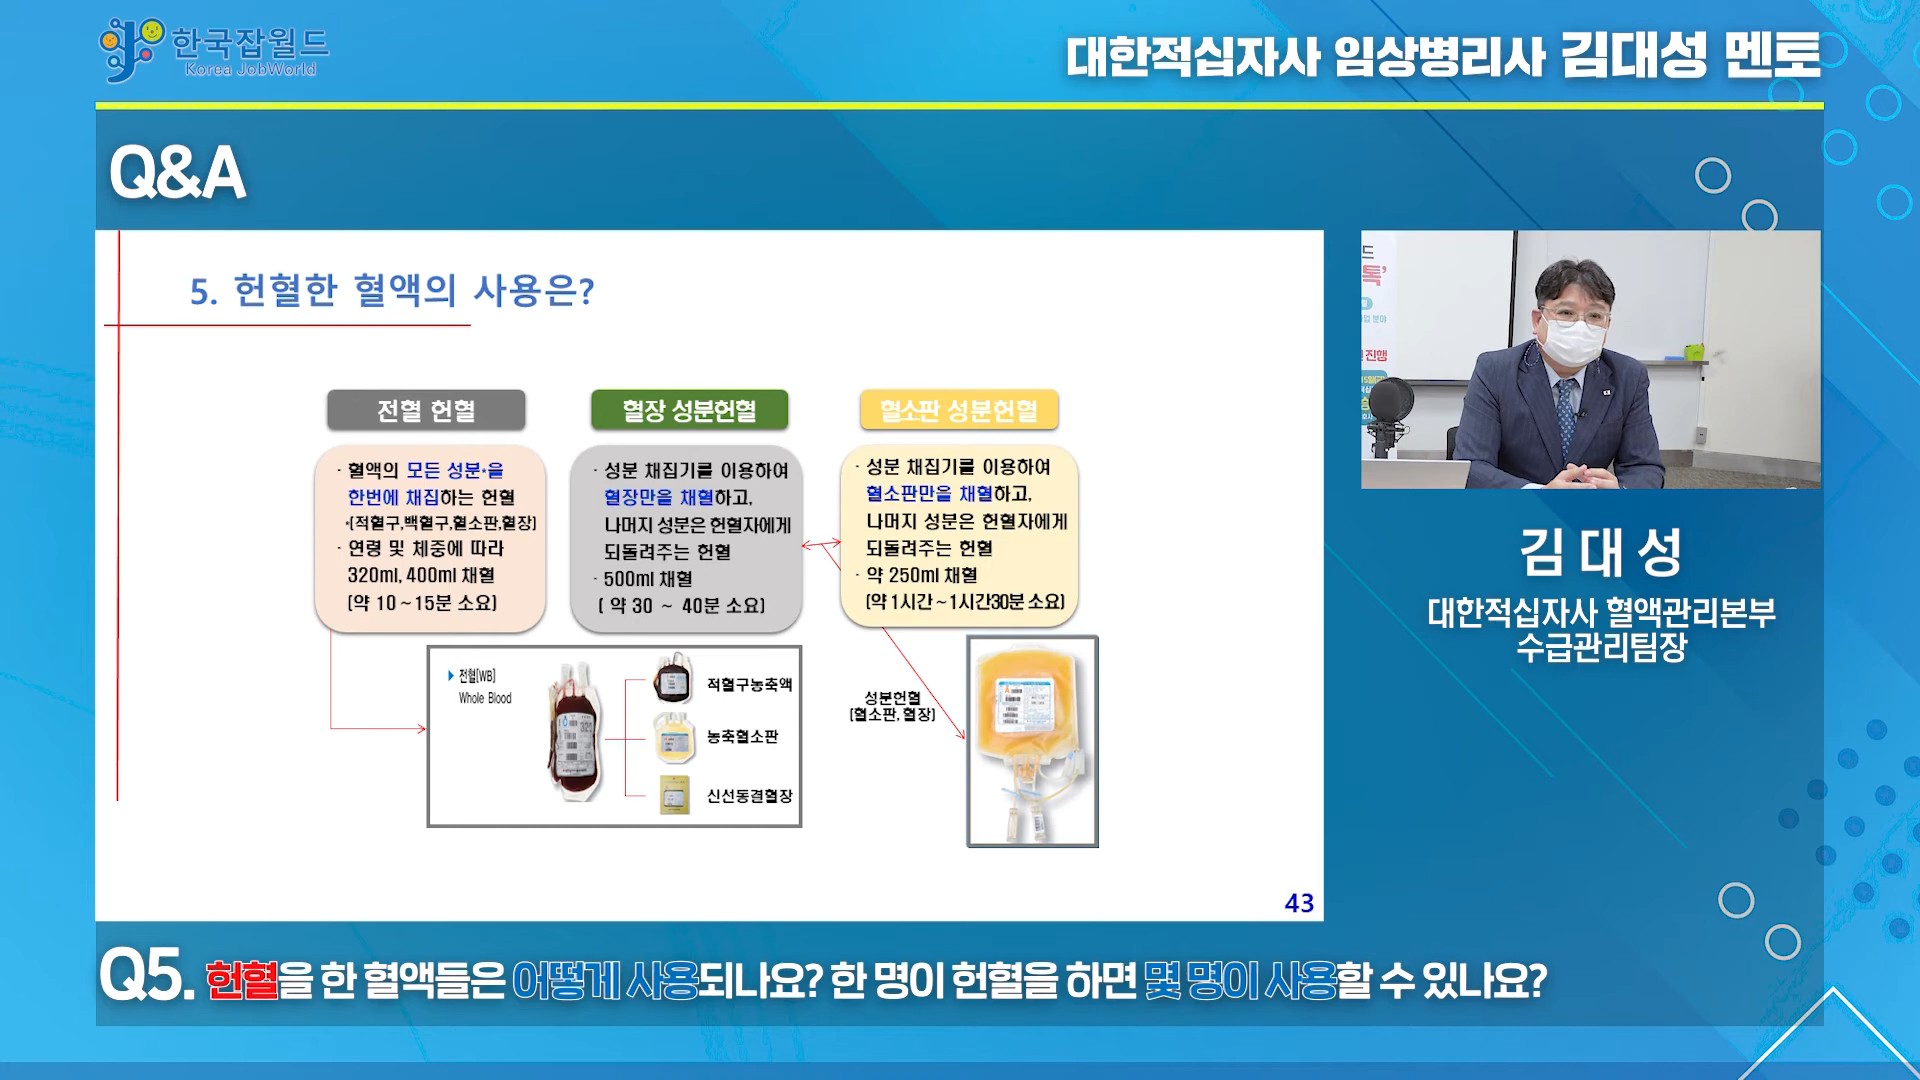 한국잡월드
Korea JobWorld
대한적십자사 임상병리사 김대성 멘토
Q&A
5. 헌혈한 혈액의 사용은?
전혈 헌혈
· 혈액의 모든 성분*을
한번에 채집하는 헌혈
*(적혈구,백혈구,혈소판,혈장)
· 연령 및 체중에 따라
320ml, 400ml 채혈
(약 10 ~ 15분 소요)
혈장 성분헌혈
· 성분 채집기를 이용하여
혈장만을 채혈하고,
나머지 성분은 헌혈자에게
되돌려주는 헌혈
· 500ml 채혈
( 약 30 ~ 40분 소요)
혈소판 성분헌혈
· 성분 채집기를 이용하여
혈소판만을 채혈하고,
나머지 성분은 헌혈자에게
되돌려주는 헌혈
· 약 250ml 채혈
(약 1시간 ~ 1시간30분 소요)
전혈(WB)
Whole Blood
적혈구농축액
농축혈소판
신선동결혈장
성분헌혈
(혈소판, 혈장)
43
톡'
진행
김대성
대한적십자사 혈액관리본부
수급관리팀장
Q5. 헌혈을 한 혈액들은 어떻게 사용되나요? 한 명이 헌혈을 하면 몇 명이 사용할 수 있나요?